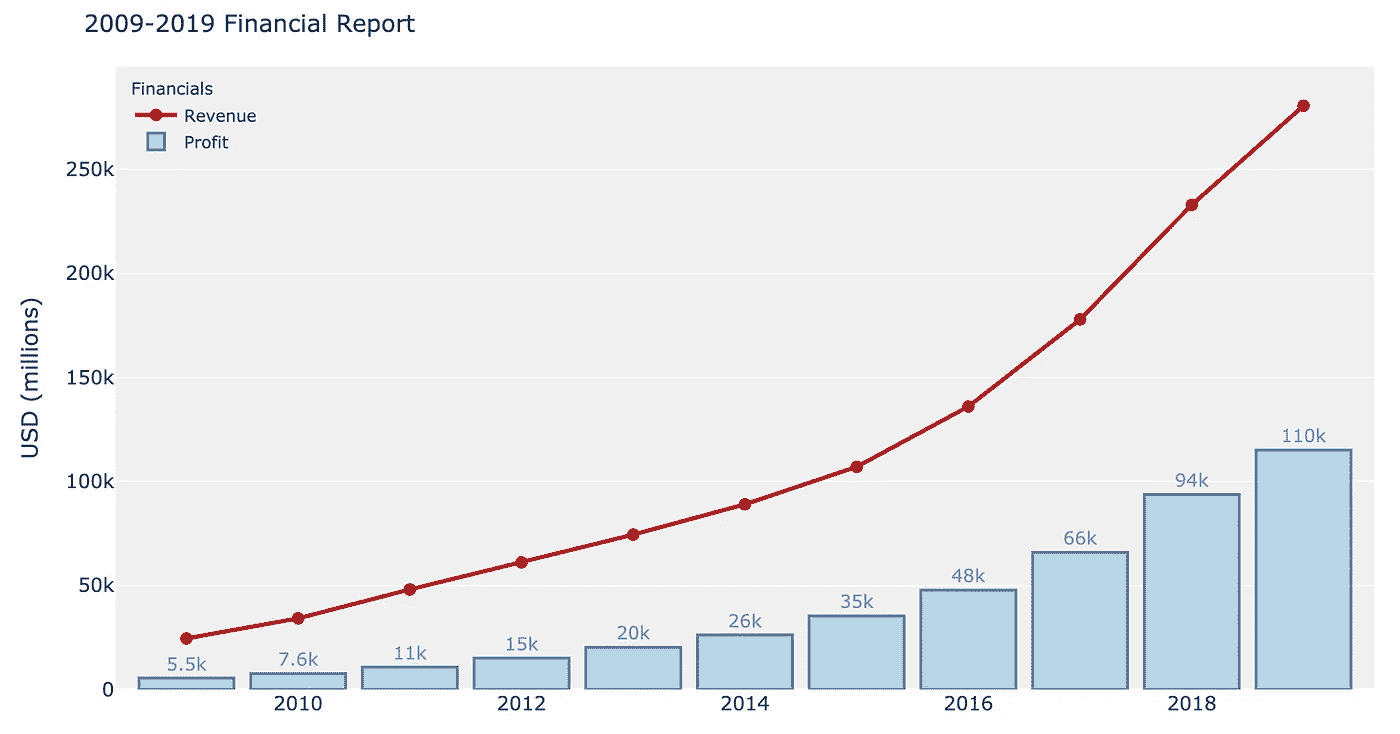 2009-2019 Financial Report
Financials
Revenue
Profit
USD (millions)
250k
200k
150k
100k
50k
0
5.5k
7.6k
11k
15k
20k
26k
35k
48k
66k
94k
110k
2010
2012
2014
2016
2018